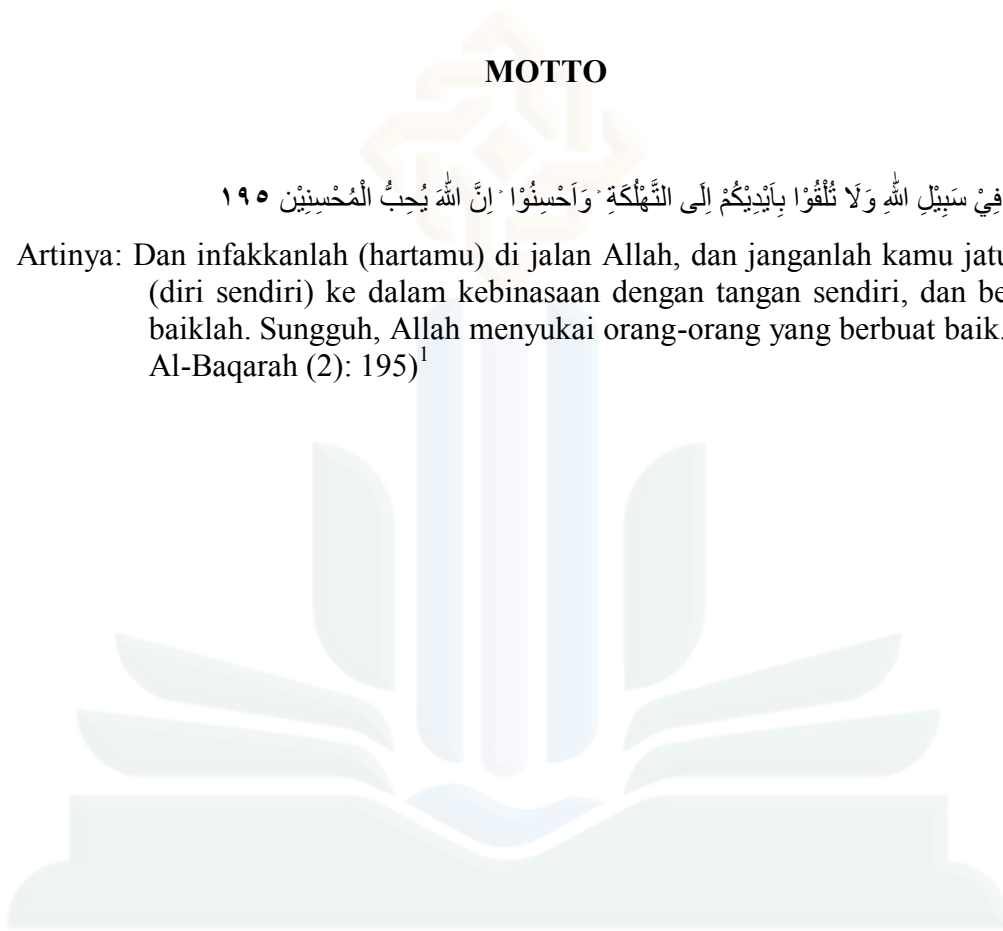 MOTTO
فِيْ سَبِيْلِ اللّٰهِ وَلَا تُلْقُوْا بِاَيْدِيْكُمْ اِلَى التَّهْلُكَةِ ۛ وَاَحْسِنُوْا ۛ اِنَّ اللّٰهَ يُحِبُّ الْمُحْسِنِيْن ١٩٥
Artinya: Dan infakkanlah (hartamu) di jalan Allah, dan janganlah kamu jatu
(diri sendiri) ke dalam kebinasaan dengan tangan sendiri, dan be
baiklah. Sungguh, Allah menyukai orang-orang yang berbuat baik.
Al-Baqarah (2): 195)1